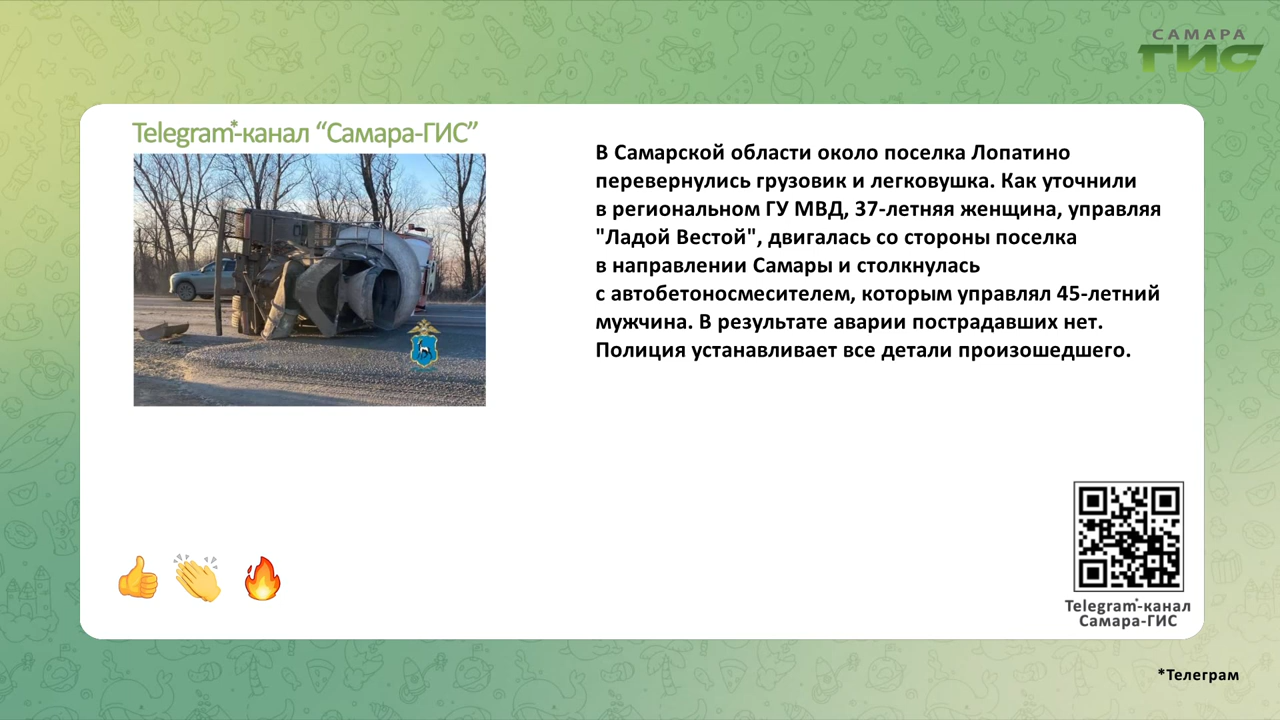 САМАРА
ГИС
Telegram*-канал “Самара-ГИС”
В Самарской области около поселка Лопатино
перевернулись грузовик и легковушка. Как уточнили
в региональном ГУ МВД, 37-летняя женщина, управляя
"Ладой Вестой", двигалась со стороны поселка
в направлении Самары и столкнулась
с автобетоносмесителем, которым управлял 45-летний
мужчина. В результате аварии пострадавших нет.
Полиция устанавливает все детали произошедшего.
Telegram*-канал
Самара-ГИС
*Телеграм